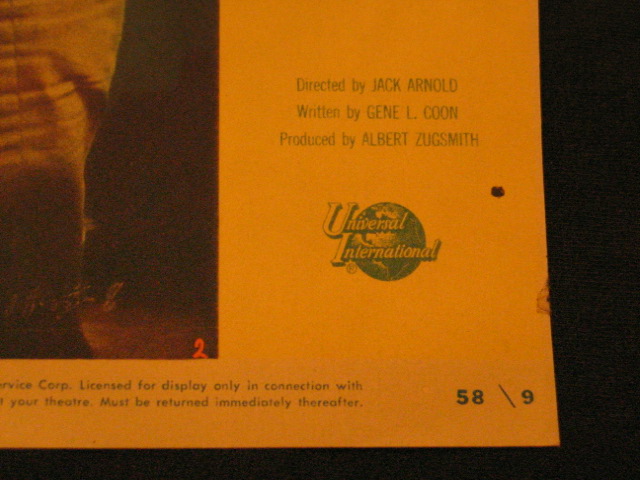 Directed by JACK ARNOLD
Written by GENE L. COON
Produced by ALBERT ZUGSMITH
Universal
International
®
2
ervice Corp. Licensed for display only in connection with
t your theatre. Must be returned immediately thereafter.
58 \ 9